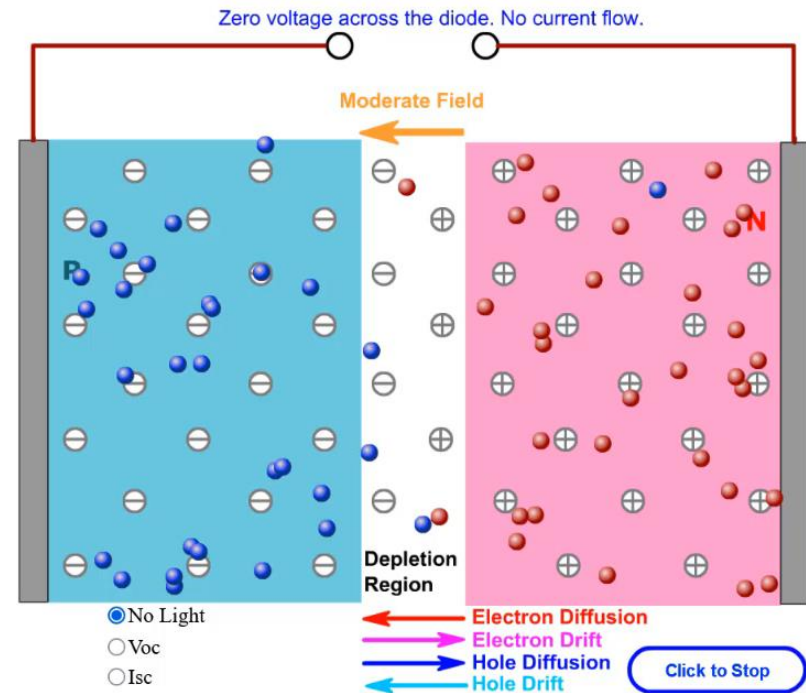 Zero voltage across the diode. No current flow.
Moderate Field
P
N
Depletion
Region
No Light
Voc
Isc
Electron Diffusion
Electron Drift
Hole Diffusion
Hole Drift
Click to Stop